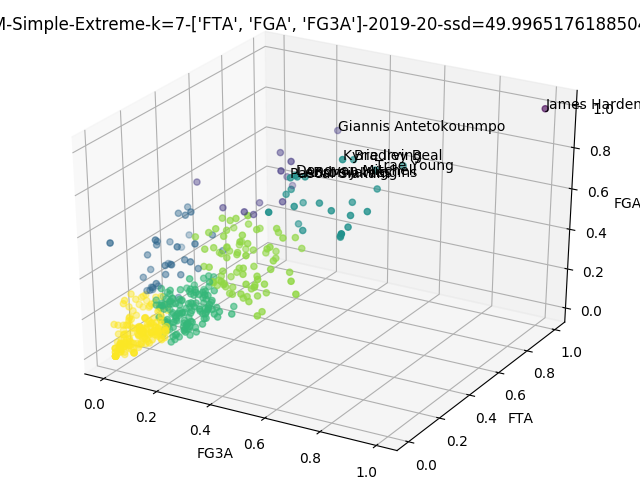 M-Simple-Extreme-k=7-['FTA', 'FGA', 'FG3A']-2019-20-ssd=49.9965176188504
James Harden
Giannis Antetokounmpo
Bradley Beal
Trae Young
1.0
0.8
0.6
0.4
0.2
0.0
FGA
0.0
0.2
0.4
0.6
0.8
1.0
FG3A
0.0
0.2
0.4
0.6
0.8
1.0
FTA